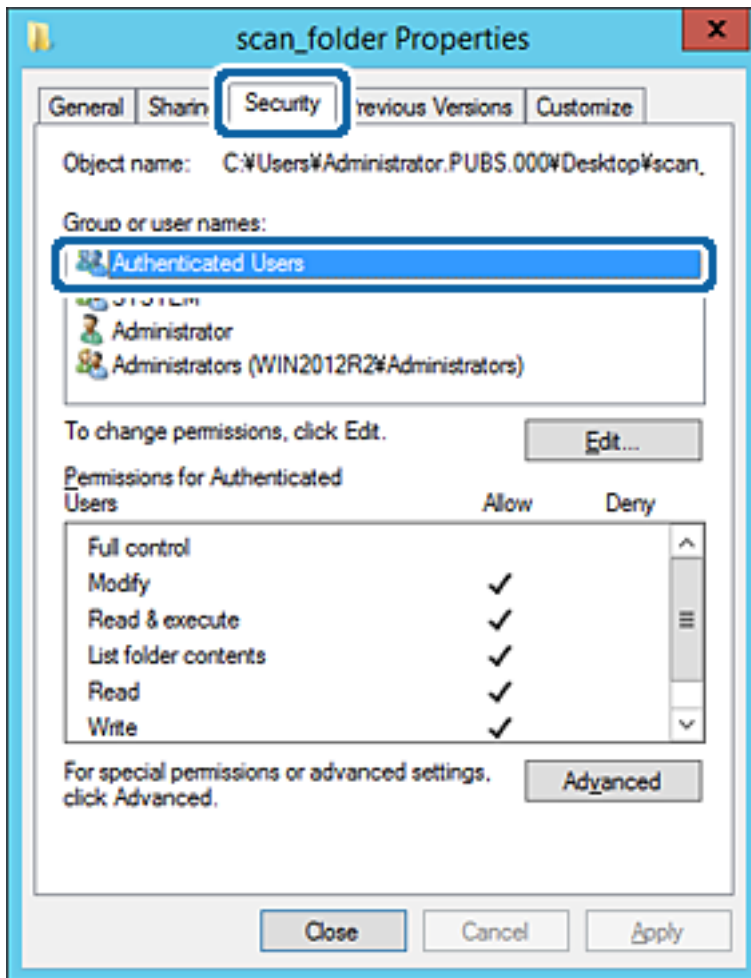 scan_folder Properties
x
General Security Previous Versions Customize
Object name: C:¥Users¥Administrator.PUBS.000¥Desktop¥scan_
Group or user names:
Authenticated Users
SYSTEM
Administrator
Administrators (WIN2012R2¥Administrators)
To change permissions, click Edit.
Edit...
Permissions for Authenticated
Users Allow Deny
Full control
Modify
Read & execute
List folder contents
Read
Write
For special permissions or advanced settings,
click Advanced.
Advanced
Close Cancel Apply